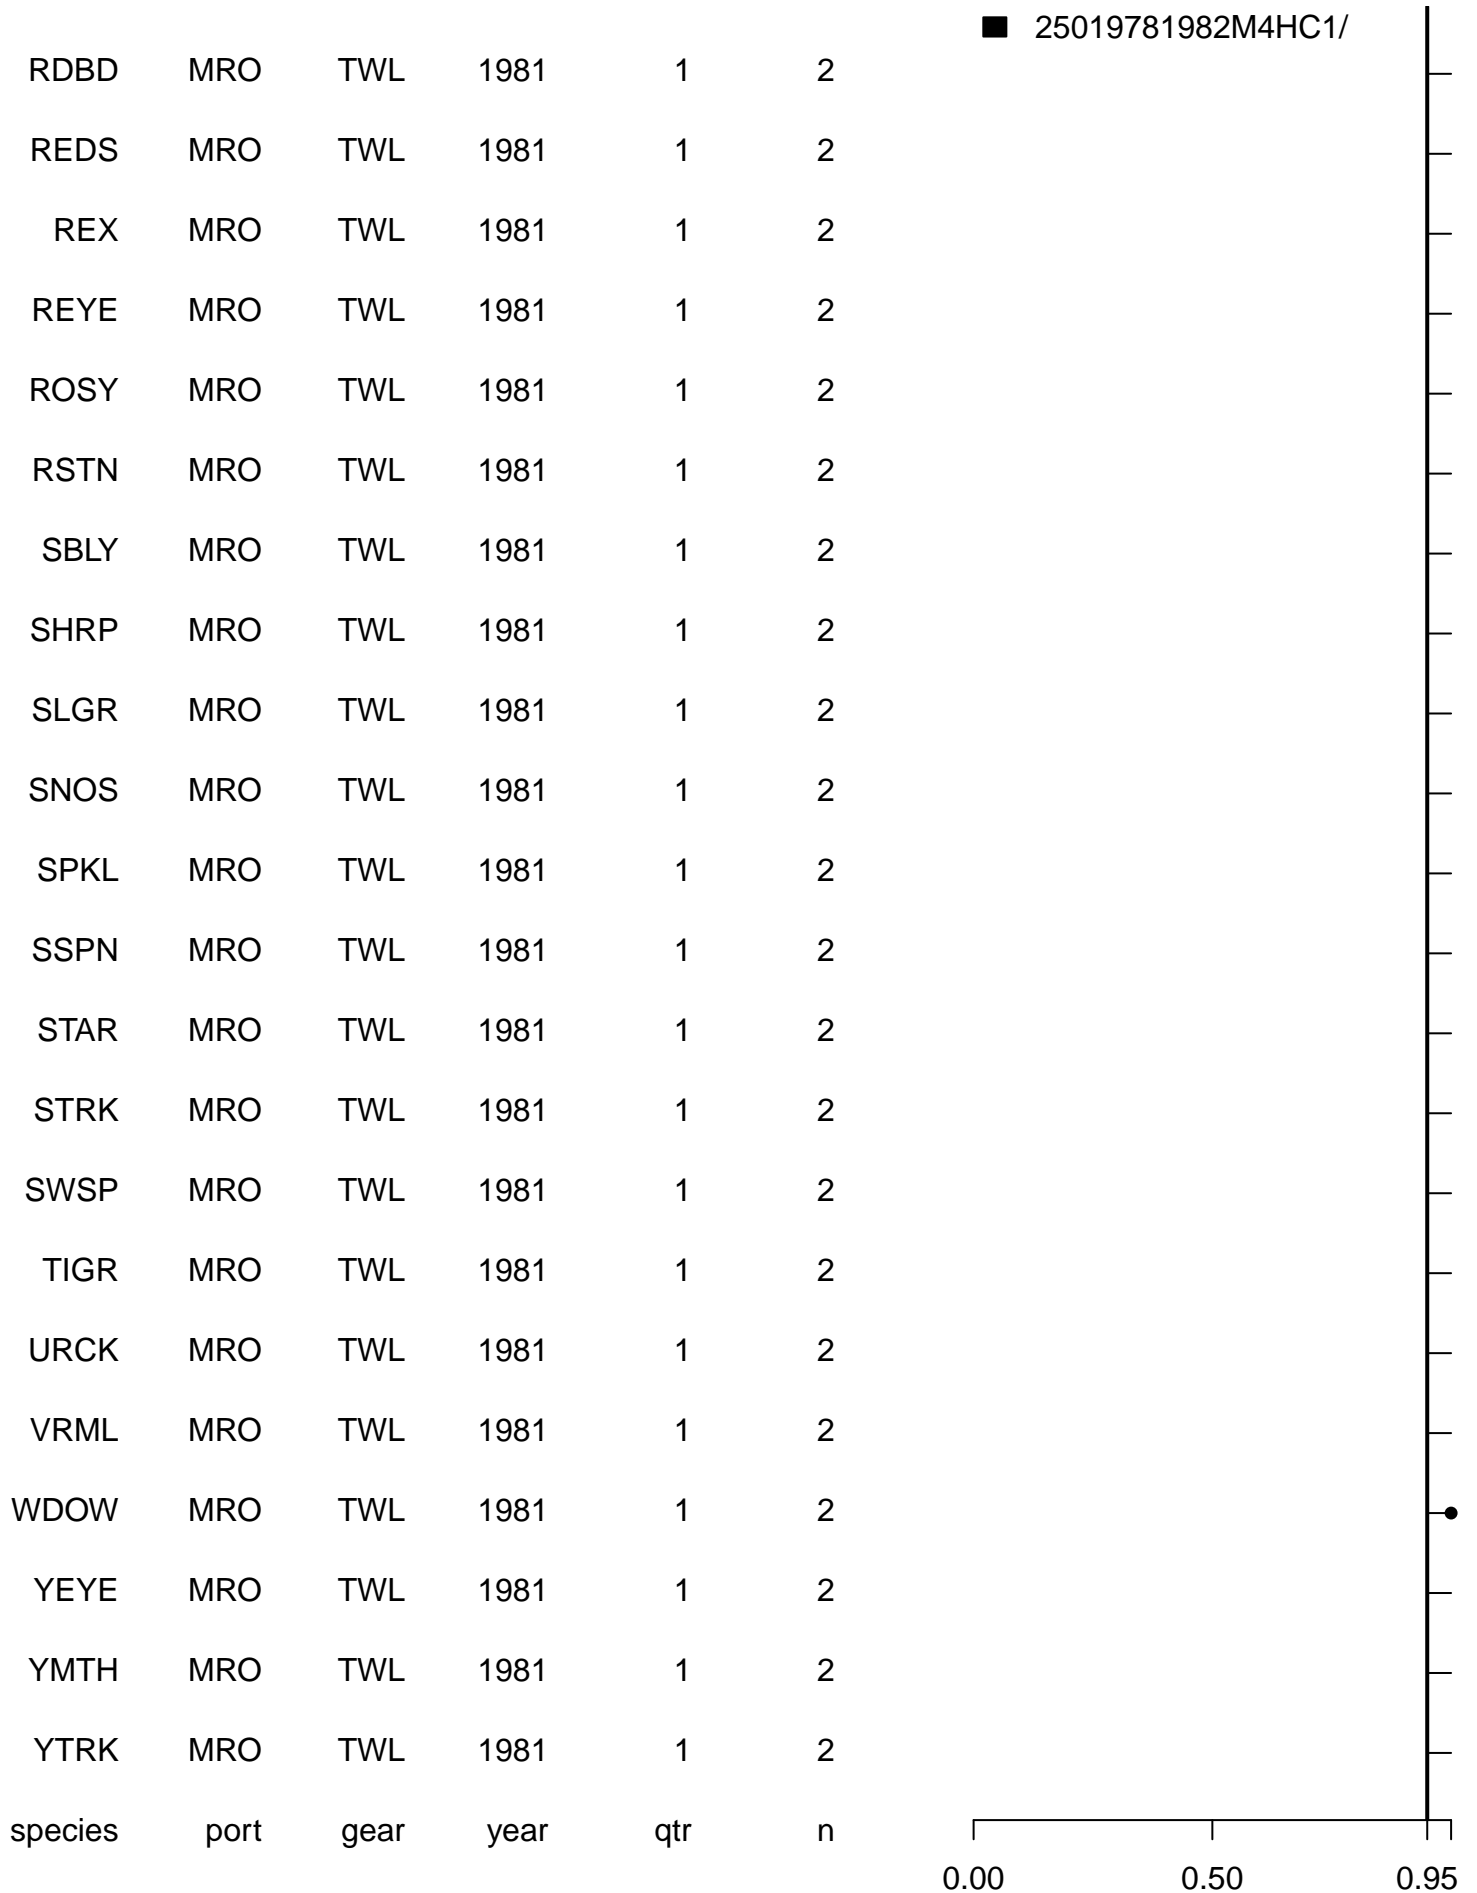 25019781982M4HC1/
RDBD MRO TWL 1981 1 2
REDS MRO TWL 1981 1 2
REX MRO TWL 1981 1 2
REYE MRO TWL 1981 1 2
ROSY MRO TWL 1981 1 2
RSTN MRO TWL 1981 1 2
SBLY MRO TWL 1981 1 2
SHRP MRO TWL 1981 1 2
SLGR MRO TWL 1981 1 2
SNOS MRO TWL 1981 1 2
SPKL MRO TWL 1981 1 2
SSPN MRO TWL 1981 1 2
STAR MRO TWL 1981 1 2
STRK MRO TWL 1981 1 2
SWSP MRO TWL 1981 1 2
TIGR MRO TWL 1981 1 2
URCK MRO TWL 1981 1 2
VRML MRO TWL 1981 1 2
WDOW MRO TWL 1981 1 2
YEYE MRO TWL 1981 1 2
YMTH MRO TWL 1981 1 2
YTRK MRO TWL 1981 1 2
species port gear year qtr n
0.00 0.50 0.95